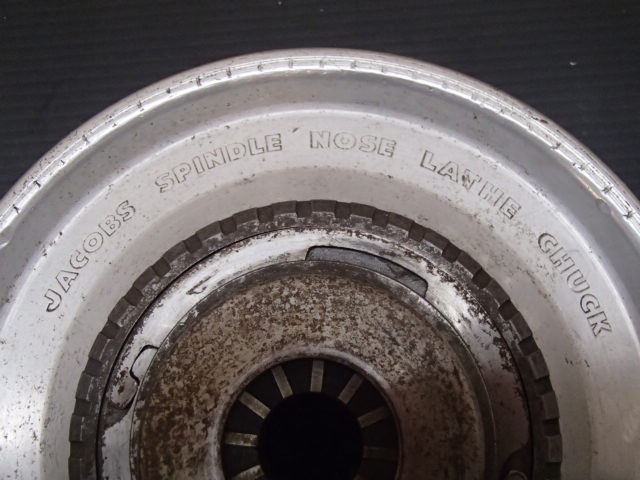 JACOBS SPINDLE NOSE LATHE CHUCK